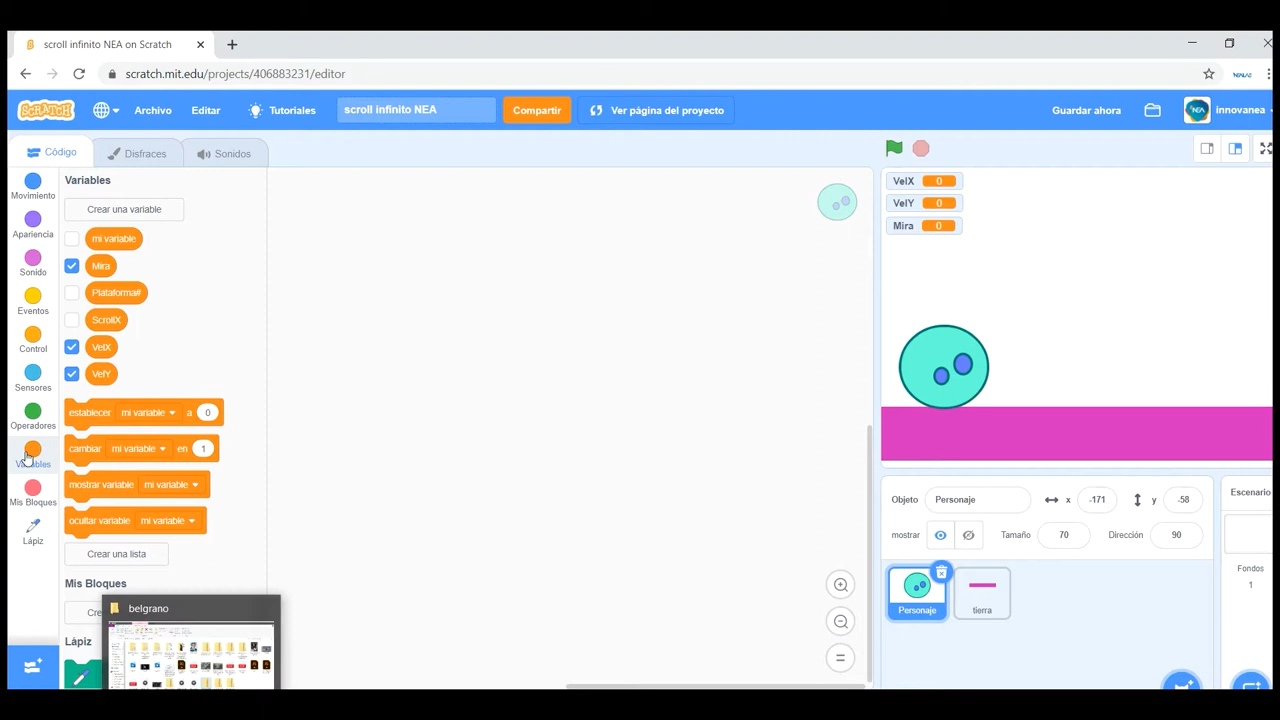 scroll infinito NEA on Scratch
scratch.mit.edu/projects/406883231/editor
SCRATCH Archivo Editar Tutoriales scroll infinito NEA Compartir Ver página del proyecto Guardar ahora innovanea
Código Disfraces Sonidos
Movimiento
Apariencia
Sonido
Eventos
Control
Sensores
Operadores
Variables
Mis Bloques
Lápiz
Variables
Crear una variable
mi variable
Mira
Plataforma#
ScrollX
VelX
VelY
establecer mi variable a 0
cambiar mi variable en 1
mostrar variable mi variable
ocultar variable mi variable
Crear una lista
Mis Bloques
Cre
Lápiz
belgrano
VelX 0
VelY 0
Mira 0
Objeto Personaje x -171 y -58
mostrar Tamaño 70 Dirección 90
Personaje
tierra
Escenario
Fondos
1